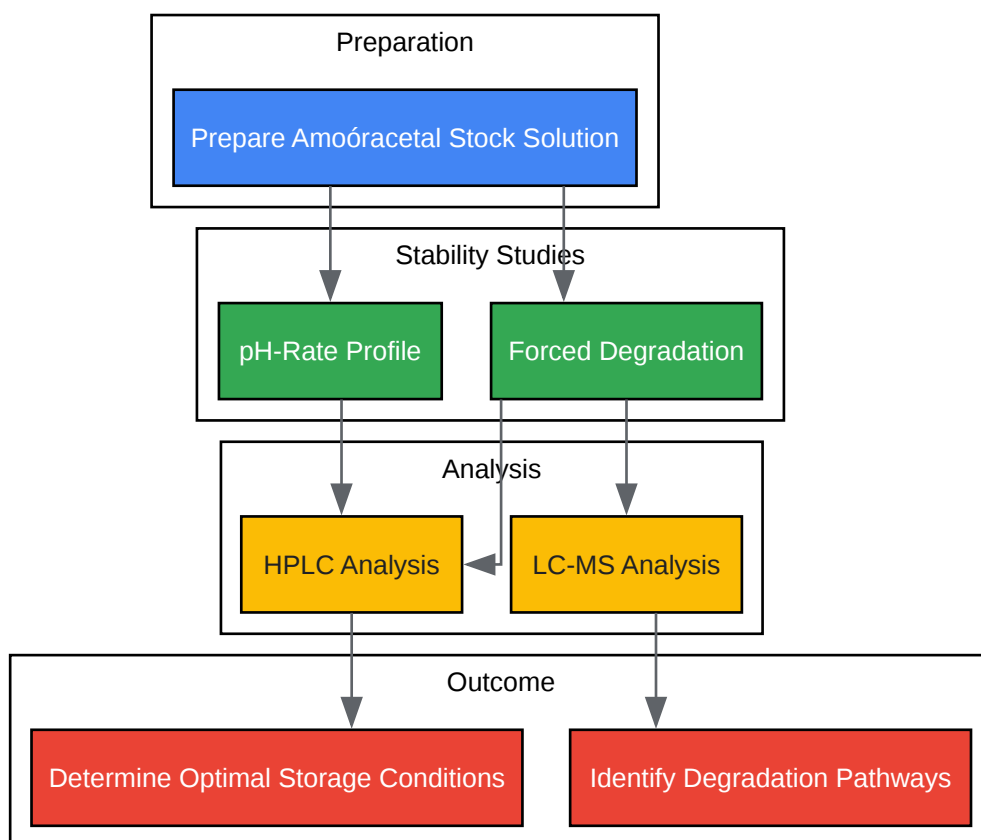 Preparation
Prepare Amoóracetal Stock Solution
Stability Studies
pH-Rate Profile
Forced Degradation
Analysis
HPLC Analysis
LC-MS Analysis
Outcome
Determine Optimal Storage Conditions
Identify Degradation Pathways